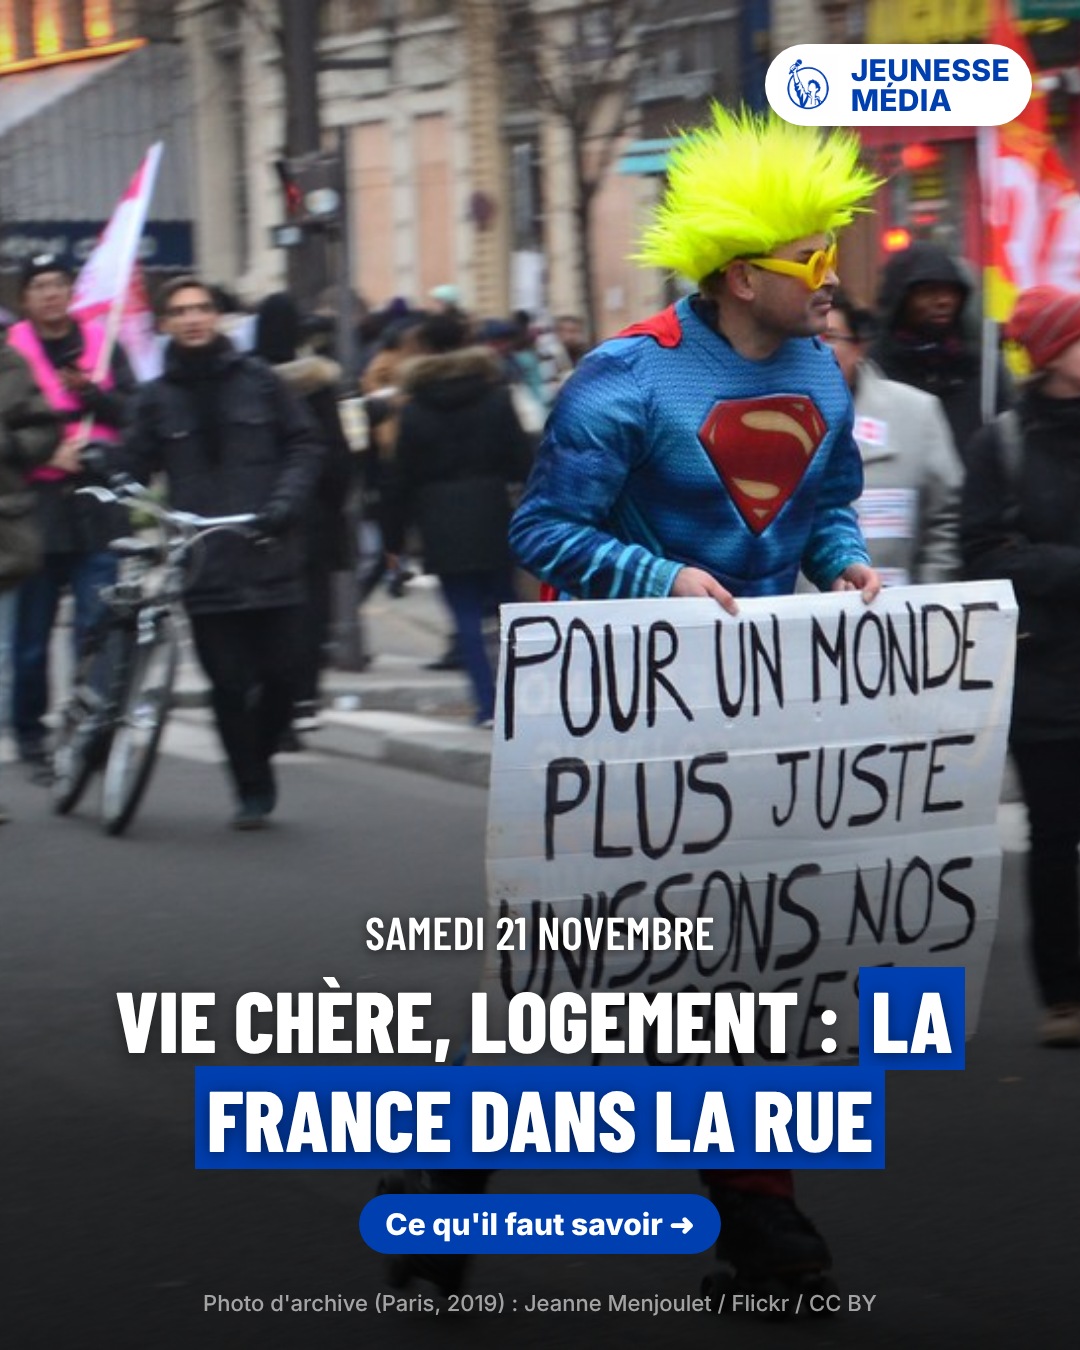 JEUNESSE
MÉDIA
POUR UN MONDE
PLUS JUSTE
UNISSONS NOS
FORCES
SAMEDI 21 NOVEMBRE
VIE CHÈRE, LOGEMENT : LA
FRANCE DANS LA RUE
Ce qu'il faut savoir →
Photo d'archive (Paris, 2019) : Jeanne Menjoulet / Flickr / CC BY